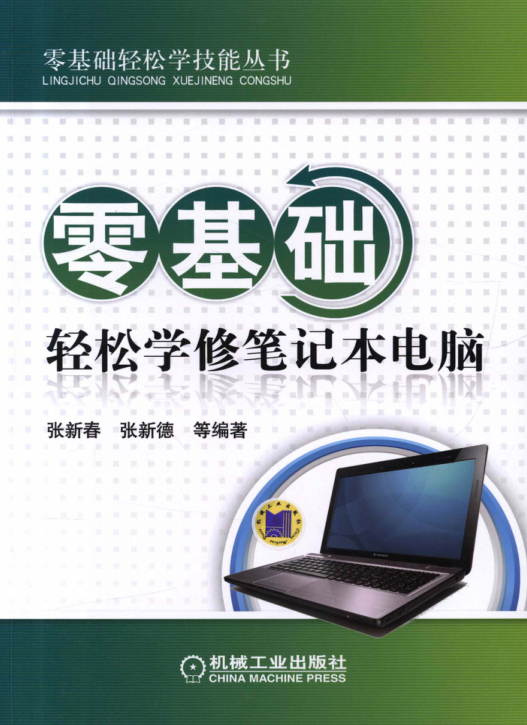 零基础轻松学技能丛书
LINGJICHU QINGSONG XUEJINENG CONGSHU
零基础
轻松学修笔记本电脑
张新春 张新德 等编著
机械工业出版社
CHINA MACHINE PRESS